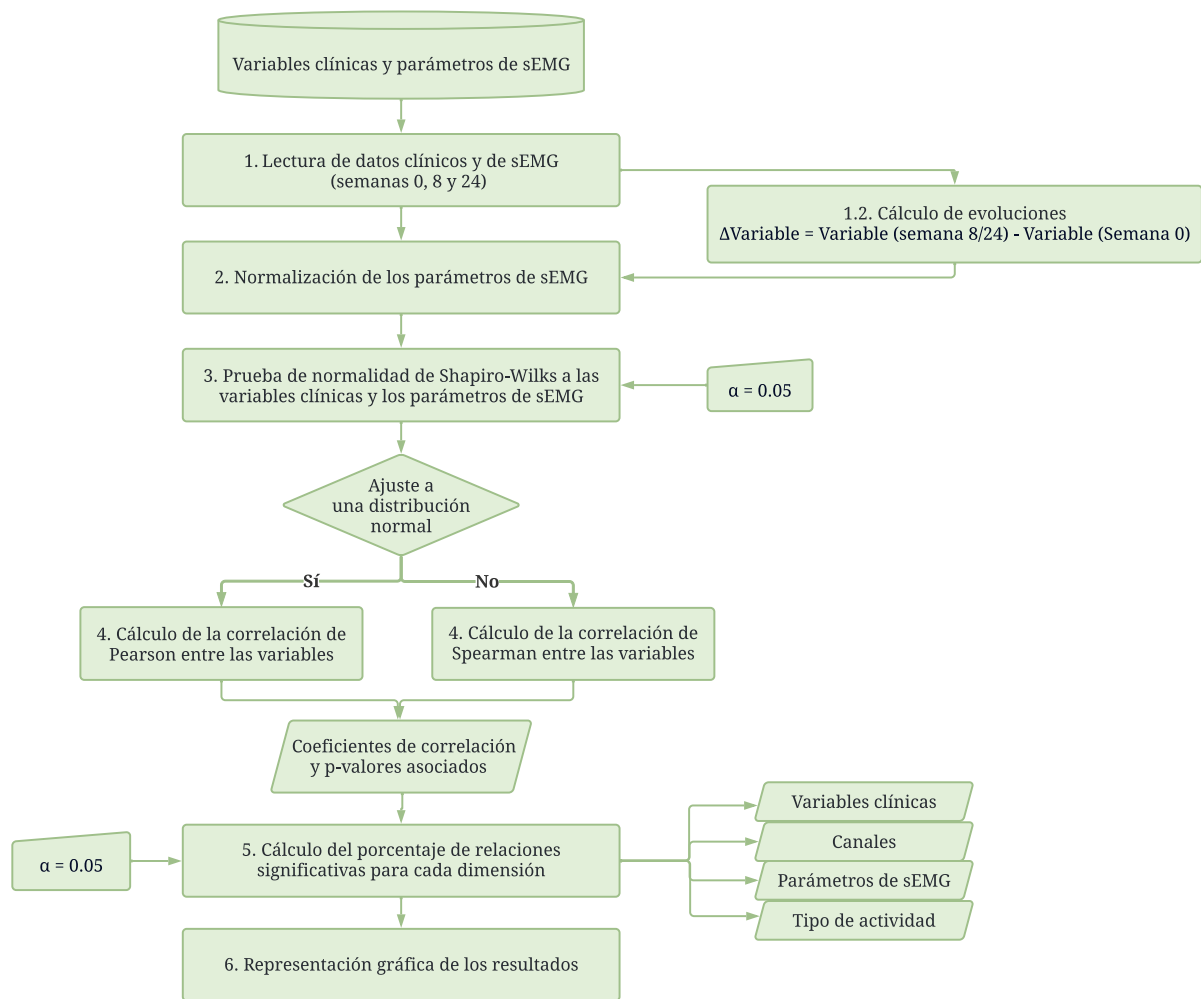 Variables clínicas y parámetros de sEMG
1. Lectura de datos clínicos y de sEMG
(semanas 0, 8 y 24)
1.2. Cálculo de evoluciones
ΔVariable = Variable (semana 8/24) - Variable (Semana 0)
2. Normalización de los parámetros de sEMG
3. Prueba de normalidad de Shapiro-Wilks a las
variables clínicas y los parámetros de sEMG
α = 0.05
Ajuste a
una distribución
normal
Sí
No
4. Cálculo de la correlación de
Pearson entre las variables
4. Cálculo de la correlación de
Spearman entre las variables
Coeficientes de correlación
y p-valores asociados
α = 0.05
5. Cálculo del porcentaje de relaciones
significativas para cada dimensión
Variables clínicas
Canales
Parámetros de sEMG
Tipo de actividad
6. Representación gráfica de los resultados